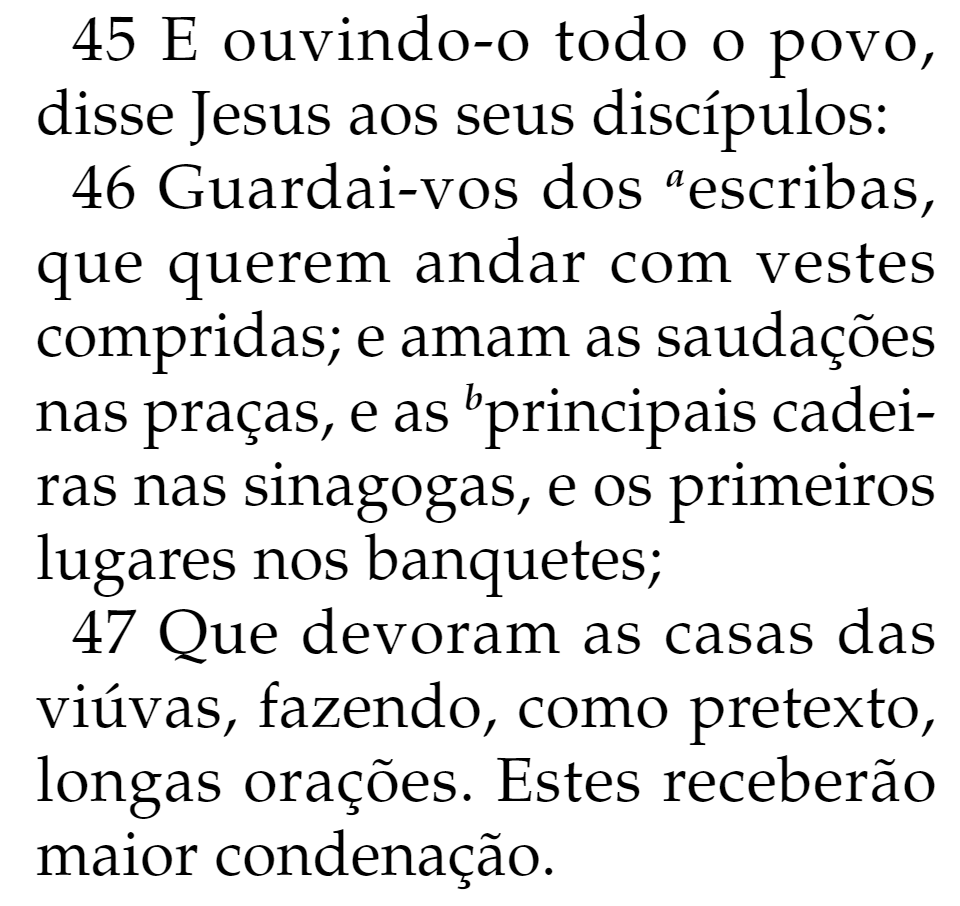 45 E ouvindo-o todo o povo,
disse Jesus aos seus discípulos:
46 Guardai-vos dos ᵃescribas,
que querem andar com vestes
compridas; e amam as saudações
nas praças, e as ᵇprincipais cadei-
ras nas sinagogas, e os primeiros
lugares nos banquetes;
47 Que devoram as casas das
viúvas, fazendo, como pretexto,
longas orações. Estes receberão
maior condenação.